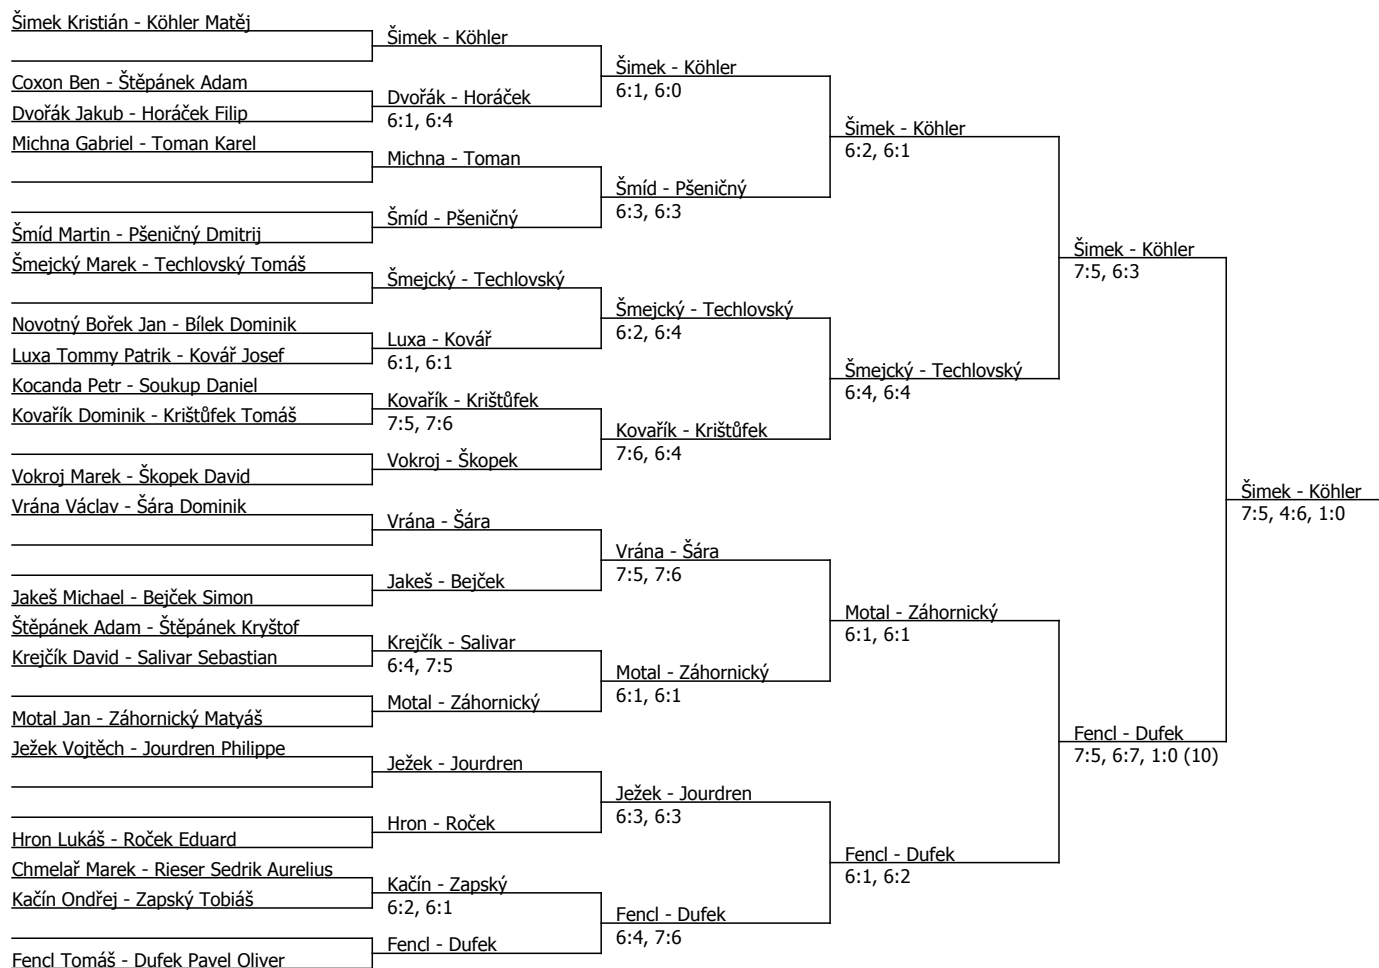 Šimek Kristián - Köhler Matěj
Coxon Ben - Štěpánek Adam
Dvořák Jakub - Horáček Filip
Michna Gabriel - Toman Karel
Šmíd Martin - Pšeničný Dmitrij
Šmejcký Marek - Techlovský Tomáš
Novotný Bořek Jan - Bílek Dominik
Luxa Tommy Patrik - Kovář Josef
Kocanda Petr - Soukup Daniel
Kovařík Dominik - Krištůfek Tomáš
Vokroj Marek - Škopek David
Vrána Václav - Šára Dominik
Jakeš Michael - Bejček Simon
Štěpánek Adam - Štěpánek Kryštof
Krejčík David - Salivar Sebastian
Motal Jan - Záhornický Matyáš
Ježek Vojtěch - Jourdren Philippe
Hron Lukáš - Roček Eduard
Chmelař Marek - Rieser Sedrik Aurelius
Kačín Ondřej - Zapský Tobiáš
Fencl Tomáš - Dufek Pavel Oliver
Šimek - Köhler
Dvořák - Horáček
6:1, 6:4
Michna - Toman
Šmíd - Pšeničný
Šmejcký - Techlovský
Luxa - Kovář
6:1, 6:1
Kovařík - Krištůfek
7:5, 7:6
Vokroj - Škopek
Vrána - Šára
Jakeš - Bejček
Krejčík - Salivar
6:4, 7:5
Motal - Záhornický
Ježek - Jourdren
Hron - Roček
Kačín - Zapský
6:2, 6:1
Fencl - Dufek
Šimek - Köhler
6:1, 6:0
Šmíd - Pšeničný
6:3, 6:3
Šmejcký - Techlovský
6:2, 6:4
Kovařík - Krištůfek
7:6, 6:4
Vrána - Šára
7:5, 7:6
Motal - Záhornický
6:1, 6:1
Ježek - Jourdren
6:3, 6:3
Fencl - Dufek
6:4, 7:6
Šimek - Köhler
6:2, 6:1
Šmejcký - Techlovský
6:4, 6:4
Motal - Záhornický
6:1, 6:1
Fencl - Dufek
6:1, 6:2
Šimek - Köhler
7:5, 6:3
Fencl - Dufek
7:5, 6:7, 1:0 (10)
Šimek - Köhler
7:5, 4:6, 1:0